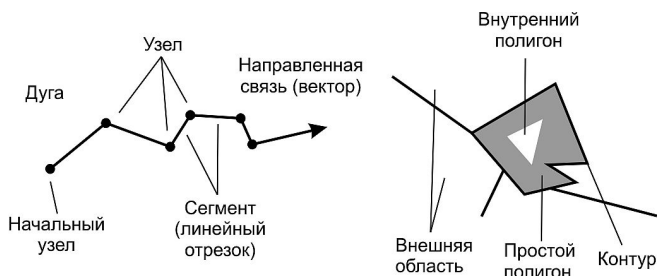 Узел
Дуга
Направленная
связь (вектор)
Начальный
узел
Сегмент
(линейный
отрезок)
Внутренний
полигон
Внешняя
область
Простой
полигон
Контур